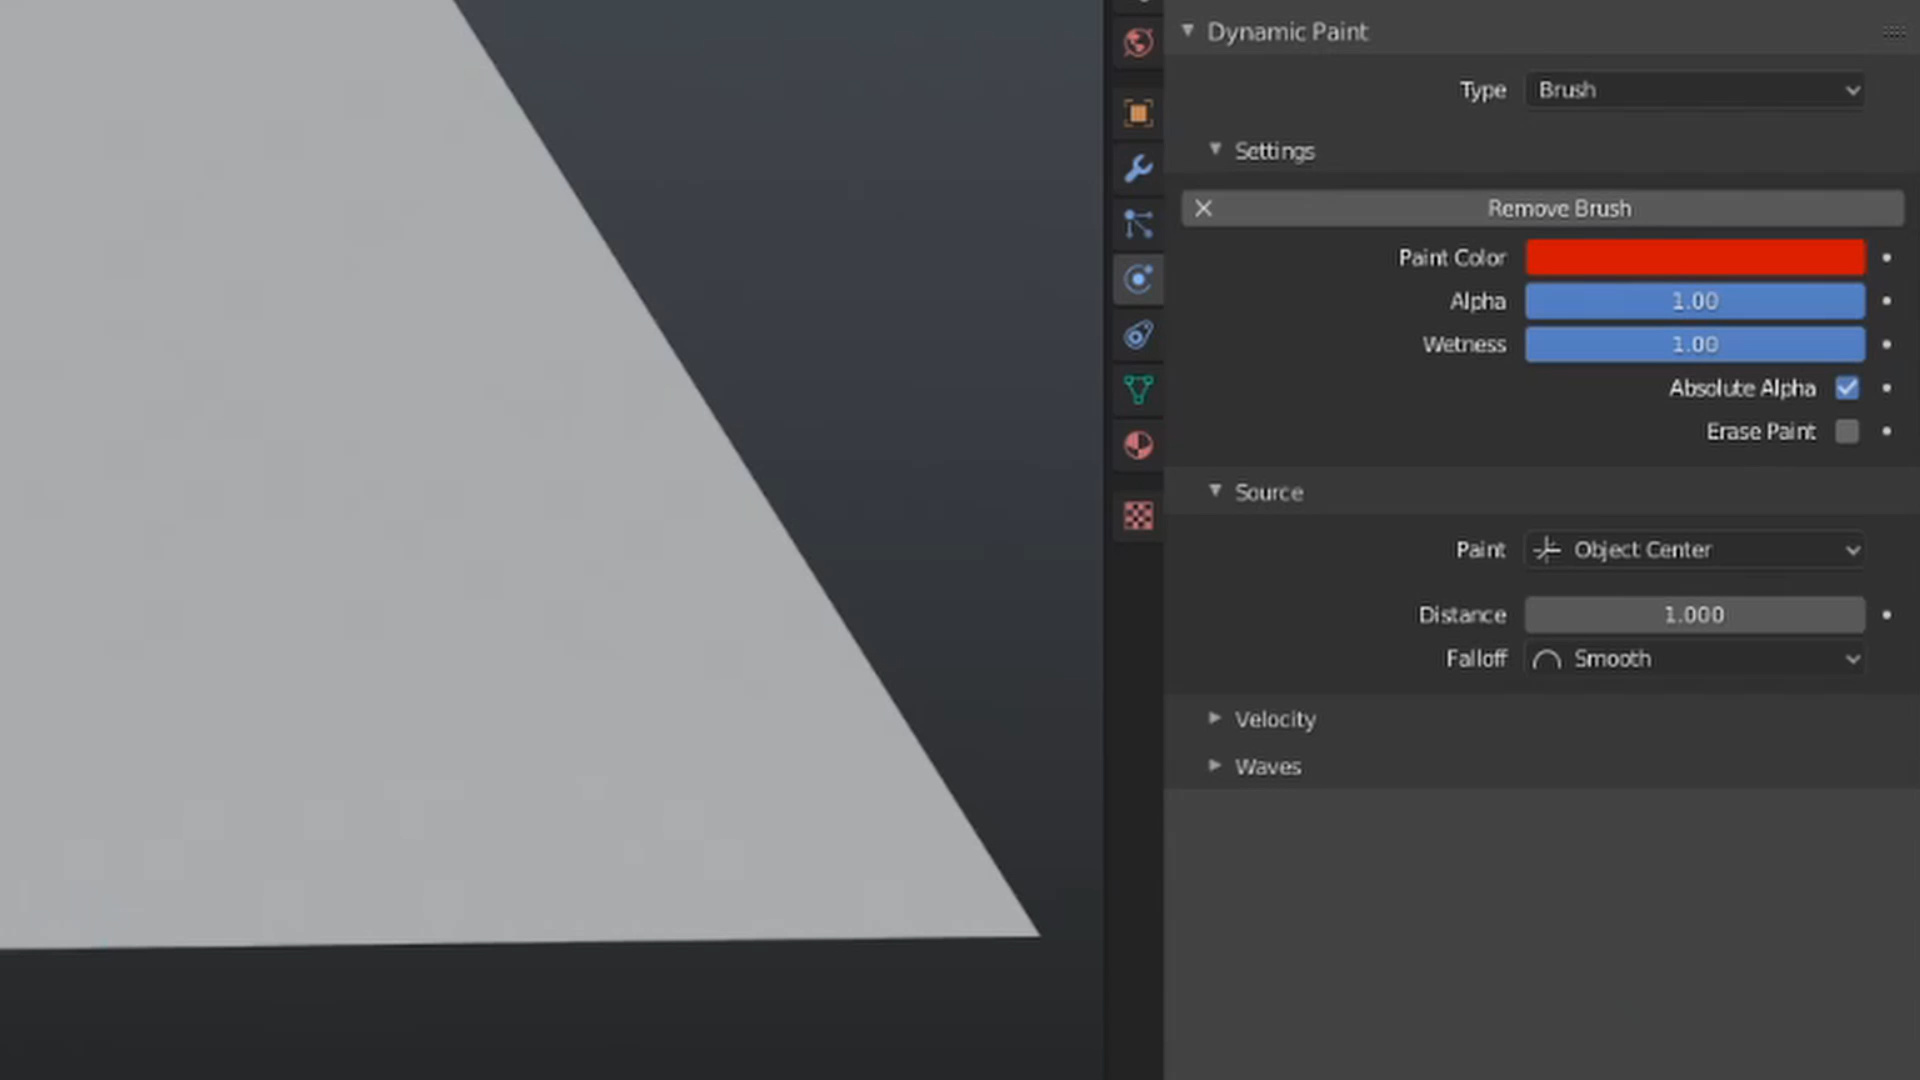 Dynamic Paint
Type Brush
Settings
Remove Brush
Paint Color
Alpha 1.00
Wetness 1.00
Absolute Alpha
Erase Paint
Source
Paint Object Center
Distance 1.000
Falloff Smooth
Velocity
Waves